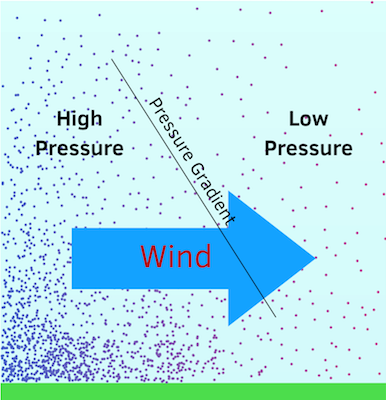 High
Pressure
Pressure Gradient
Low
Pressure
Wind